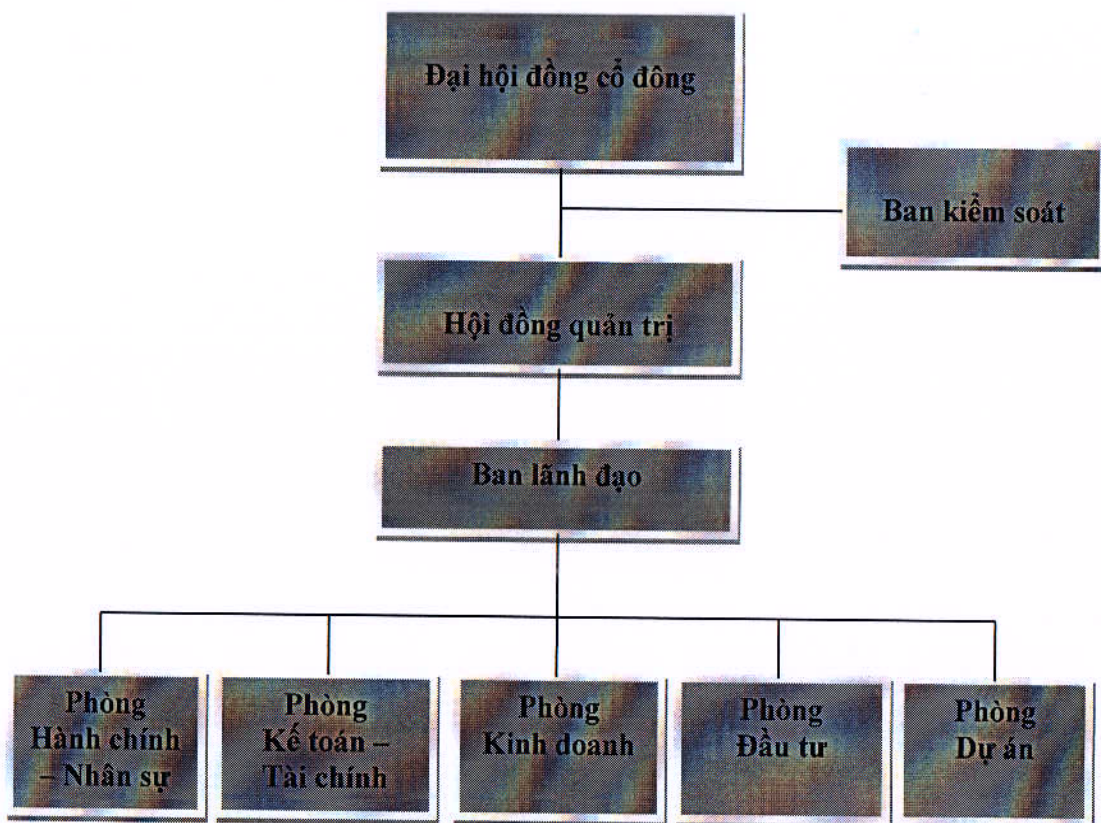 Đại hội đồng cổ đông
Ban kiểm soát
Hội đồng quản trị
Ban lãnh đạo
Phòng
Hành chính
– Nhân sự
Phòng
Kế toán –
Tài chính
Phòng
Kinh doanh
Phòng
Đầu tư
Phòng
Dự án